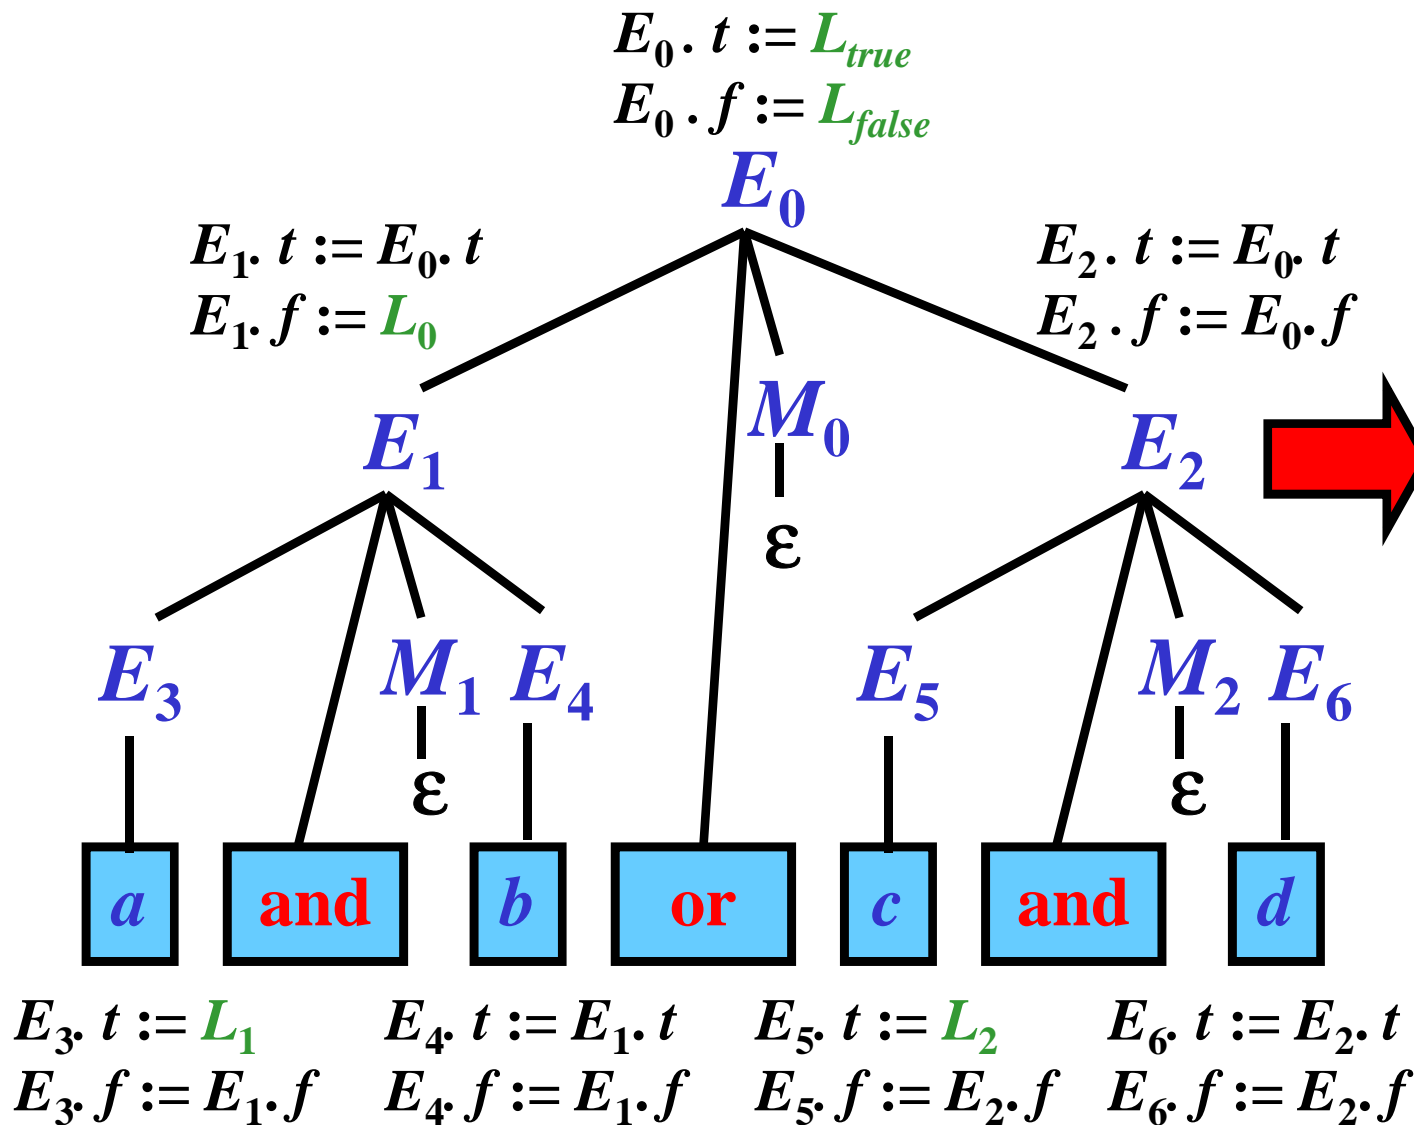 E₀. t := L_true
E₀ . f := L_false
E₀
E₁. t := E₀. t
E₁. f := L₀
E₂. t := E₀. t
E₂ . f := E₀. f
E₁
M₀
E₂
ε
E₃
M₁
E₄
E₅
M₂
E₆
ε
ε
a and b or c and d
E₃. t := L₁
E₃. f := E₁. f
E₄. t := E₁. t
E₄. f := E₁. f
E₅. t := L₂
E₅. f := E₂. f
E₆. t := E₂. t
E₆. f := E₂. f